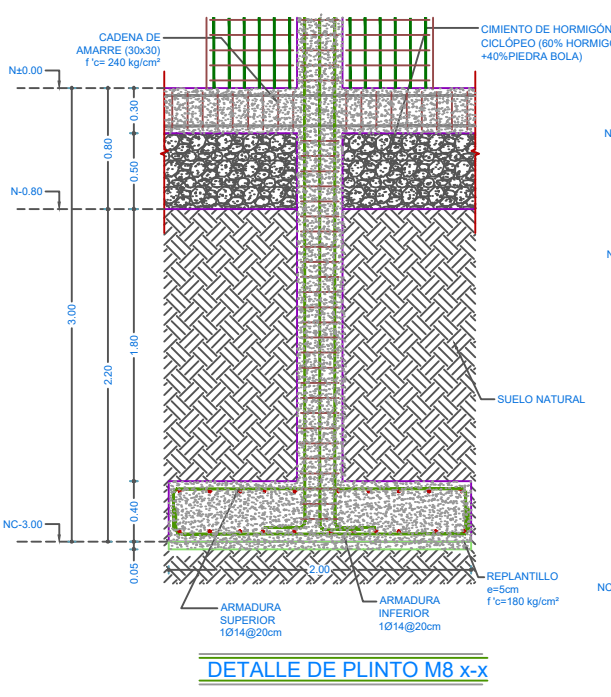 CADENA DE
AMARRE (30x30)
f 'c= 240 kg/cm²
CIMIENTO DE HORMIGÓN
CICLÓPEO (60% HORMIG
+40%PIEDRA BOLA)
N±0.00
0.30
0.80
0.50
N-0.80
3.00
1.80
2.20
SUELO NATURAL
0.40
NC-3.00
0.05
2.00
REPLANTILLO
e=5cm
f 'c=180 kg/cm²
ARMADURA
SUPERIOR
1Ø14@20cm
ARMADURA
INFERIOR
1Ø14@20cm
N
N
NC
DETALLE DE PLINTO M8 x-x